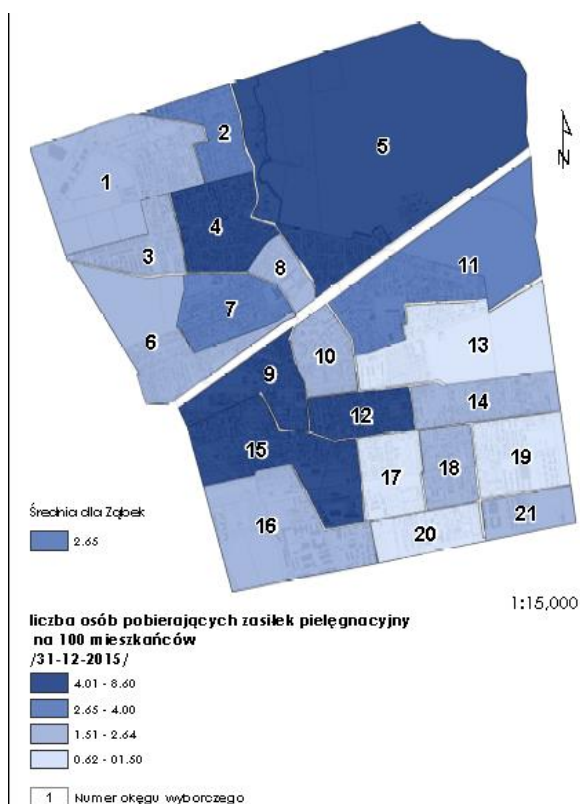 1
2
3
4
5
6
7
8
9
10
11
12
13
14
15
16
17
18
19
20
21
N
1:15,000
Średnia dla Ząbek
2.65
liczba osób pobierających zasiłek pielęgnacyjny
na 100 mieszkańców
/31-12-2015/
4.01 - 8.60
2.65 - 4.00
1.51 - 2.64
0.62 - 01.50
1 Numer okęgu wyborczego